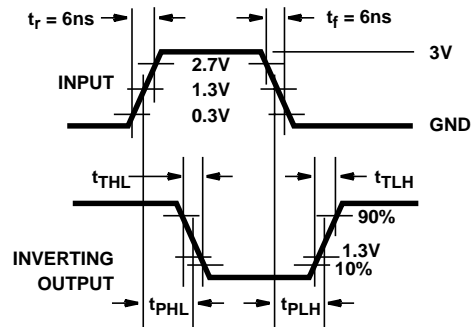 tr = 6ns
tf = 6ns
INPUT
2.7V
1.3V
0.3V
3V
GND
tTHL
tTLH
90%
1.3V
10%
INVERTING
OUTPUT
tPHL
tPLH